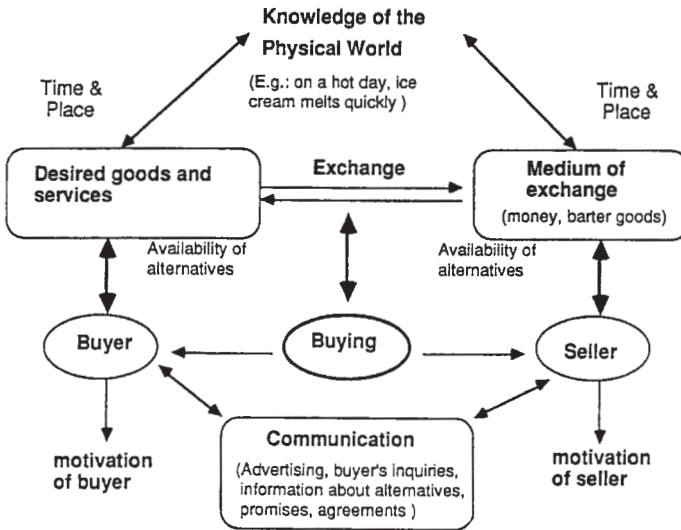 Knowledge of the
Physical World
(E.g.: on a hot day, ice
cream melts quickly )
Time &
Place
Time &
Place
Desired goods and
services
Exchange
Medium of
exchange
(money, barter goods)
Availability of
alternatives
Availability of
alternatives
Buyer
Buying
Seller
motivation
of buyer
Communication
(Advertising, buyer's inquiries,
information about alternatives,
promises, agreements )
motivation
of seller